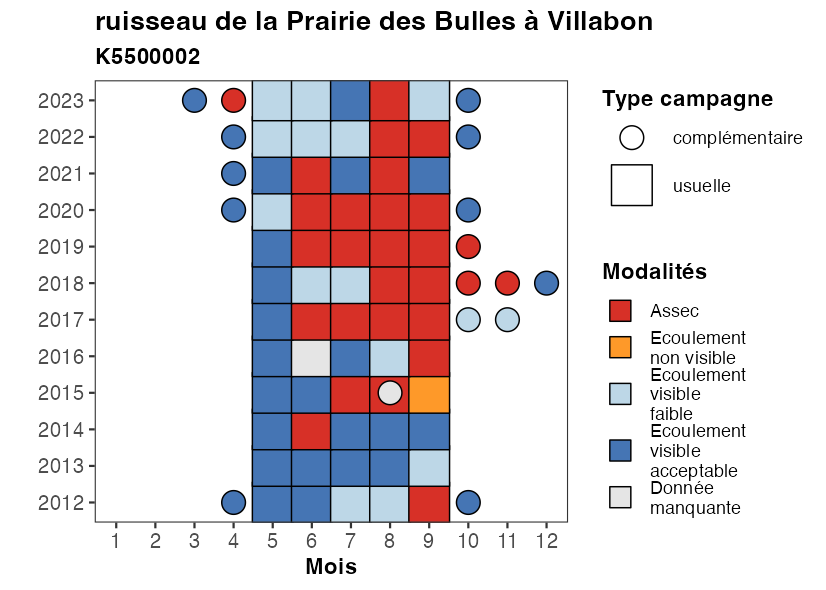 ruisseau de la Prairie des Bulles à Villabon
K5500002
2023
2022
2021
2020
2019
2018
2017
2016
2015
2014
2013
2012
1 2 3 4 5 6 7 8 9 10 11 12
Mois
Type campagne
complémentaire
usuelle
Modalités
Assec
Ecoulement
non visible
Ecoulement
visible
faible
Ecoulement
visible
acceptable
Donnée
manquante